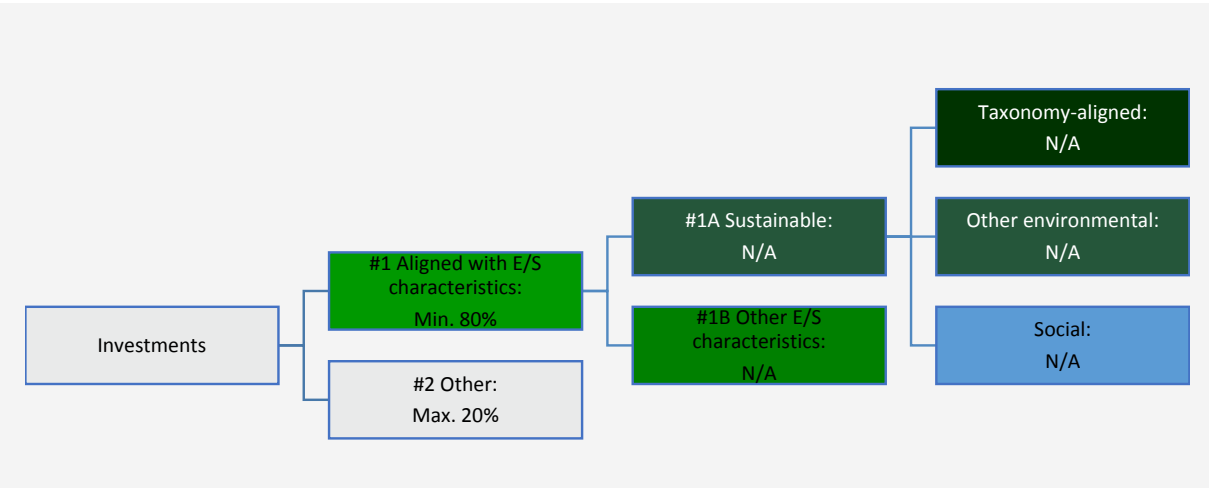 Investments
#1 Aligned with E/S
characteristics:
Min. 80%
#2 Other:
Max. 20%
#1A Sustainable:
N/A
#1B Other E/S
characteristics:
N/A
Taxonomy-aligned:
N/A
Other environmental:
N/A
Social:
N/A